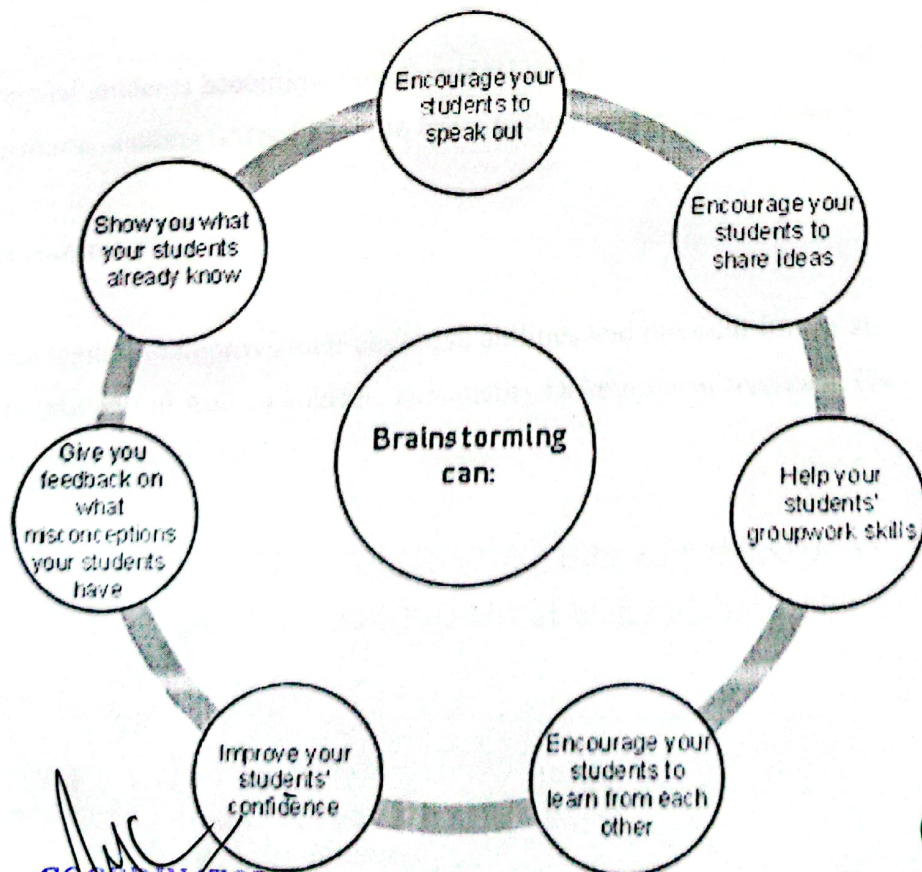 Encourage your
students to
speak out
Encourage your
students to
share ideas
Help your
students'
groupwork skills
Encourage your
students to
learn from each
other
Improve your
students'
confidence
Give you
feedback on
what
misconceptions
your students
have
Show you what
your students
already know
Brainstorming
can: